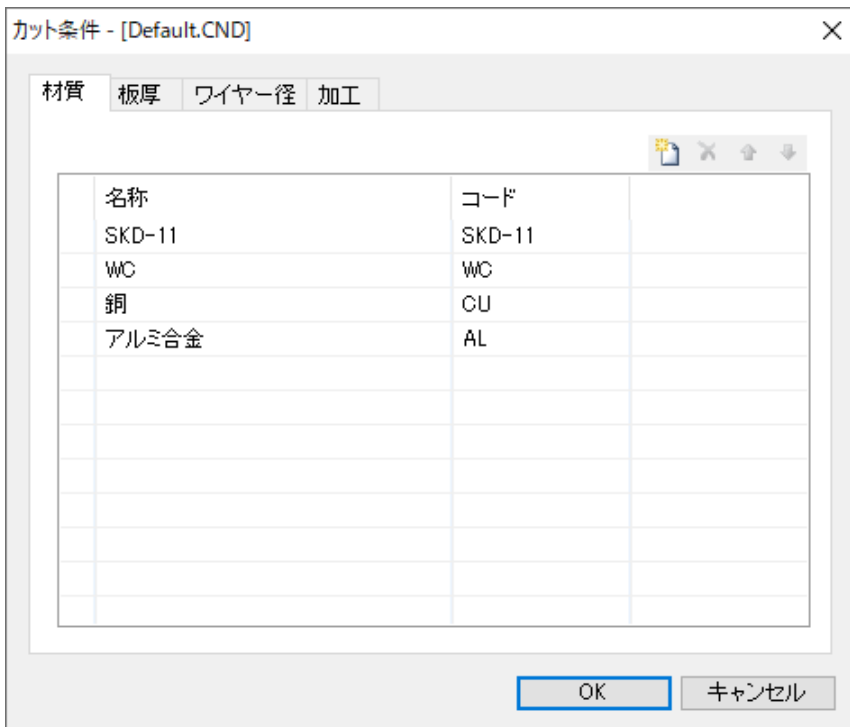 カット条件 - [Default.CND]
材質 板厚 ワイヤー径 加工
名称 コード
SKD-11 SKD-11
WC WC
銅 CU
アルミ合金 AL
OK キャンセル